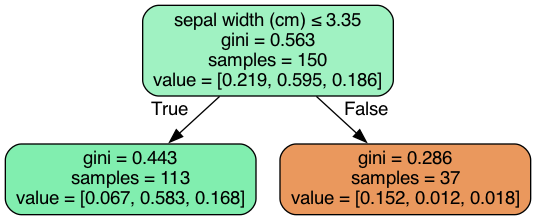 sepal width (cm) ≤ 3.35
gini = 0.563
samples = 150
value = [0.219, 0.595, 0.186]
True
False
gini = 0.443
samples = 113
value = [0.067, 0.583, 0.168]
gini = 0.286
samples = 37
value = [0.152, 0.012, 0.018]